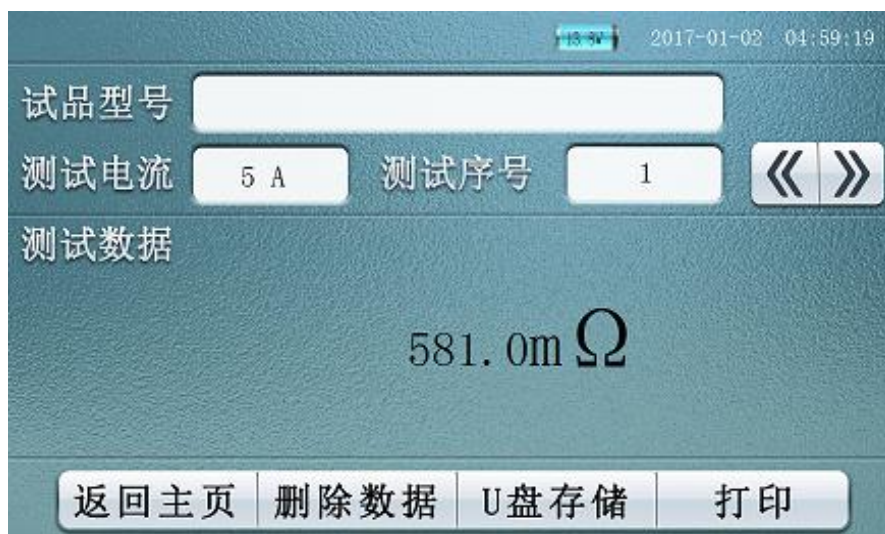 2017-01-02 04:59:19
试品型号
测试电流 5 A 测试序号 1 《 》
测试数据
581.0mΩ
返回主页 删除数据 U盘存储 打印